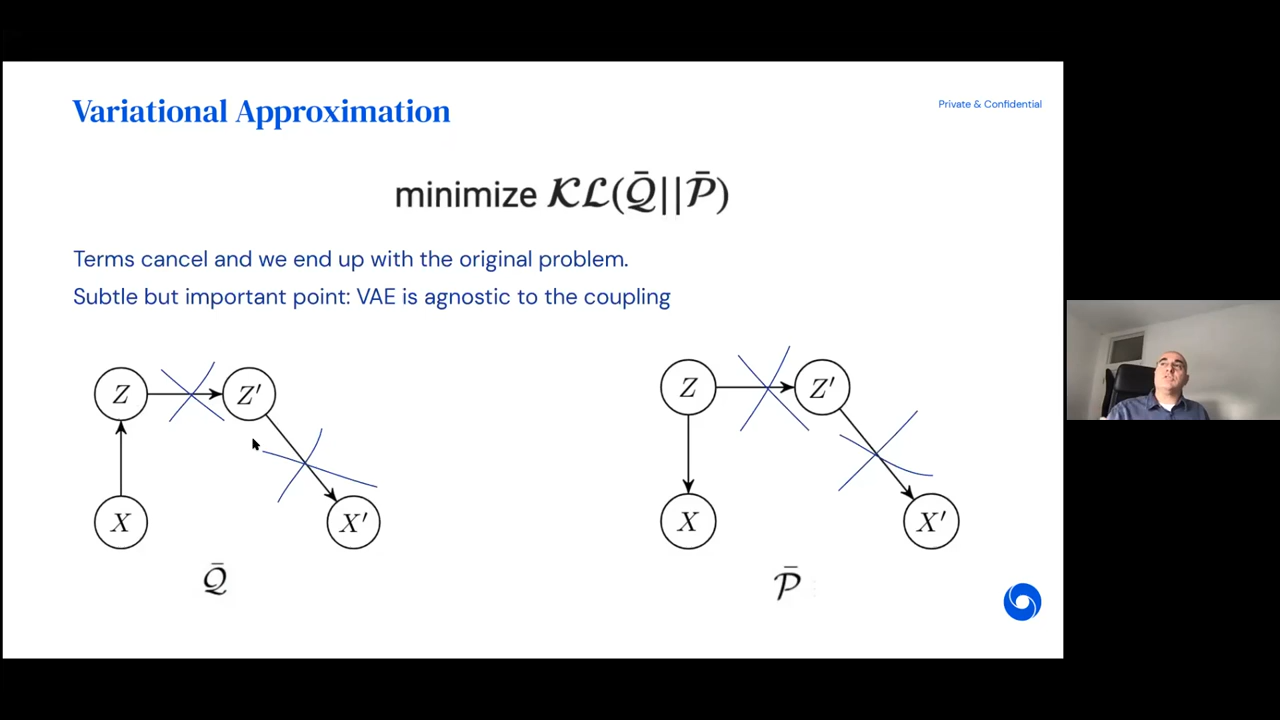 Variational Approximation
Private & Confidential
minimize 𝒦ℒ(𝒬̄||𝒫̄)
Terms cancel and we end up with the original problem.
Subtle but important point: VAE is agnostic to the coupling
Z Z′ Z Z′
X X′ X X′
𝒬̄ 𝒫̄